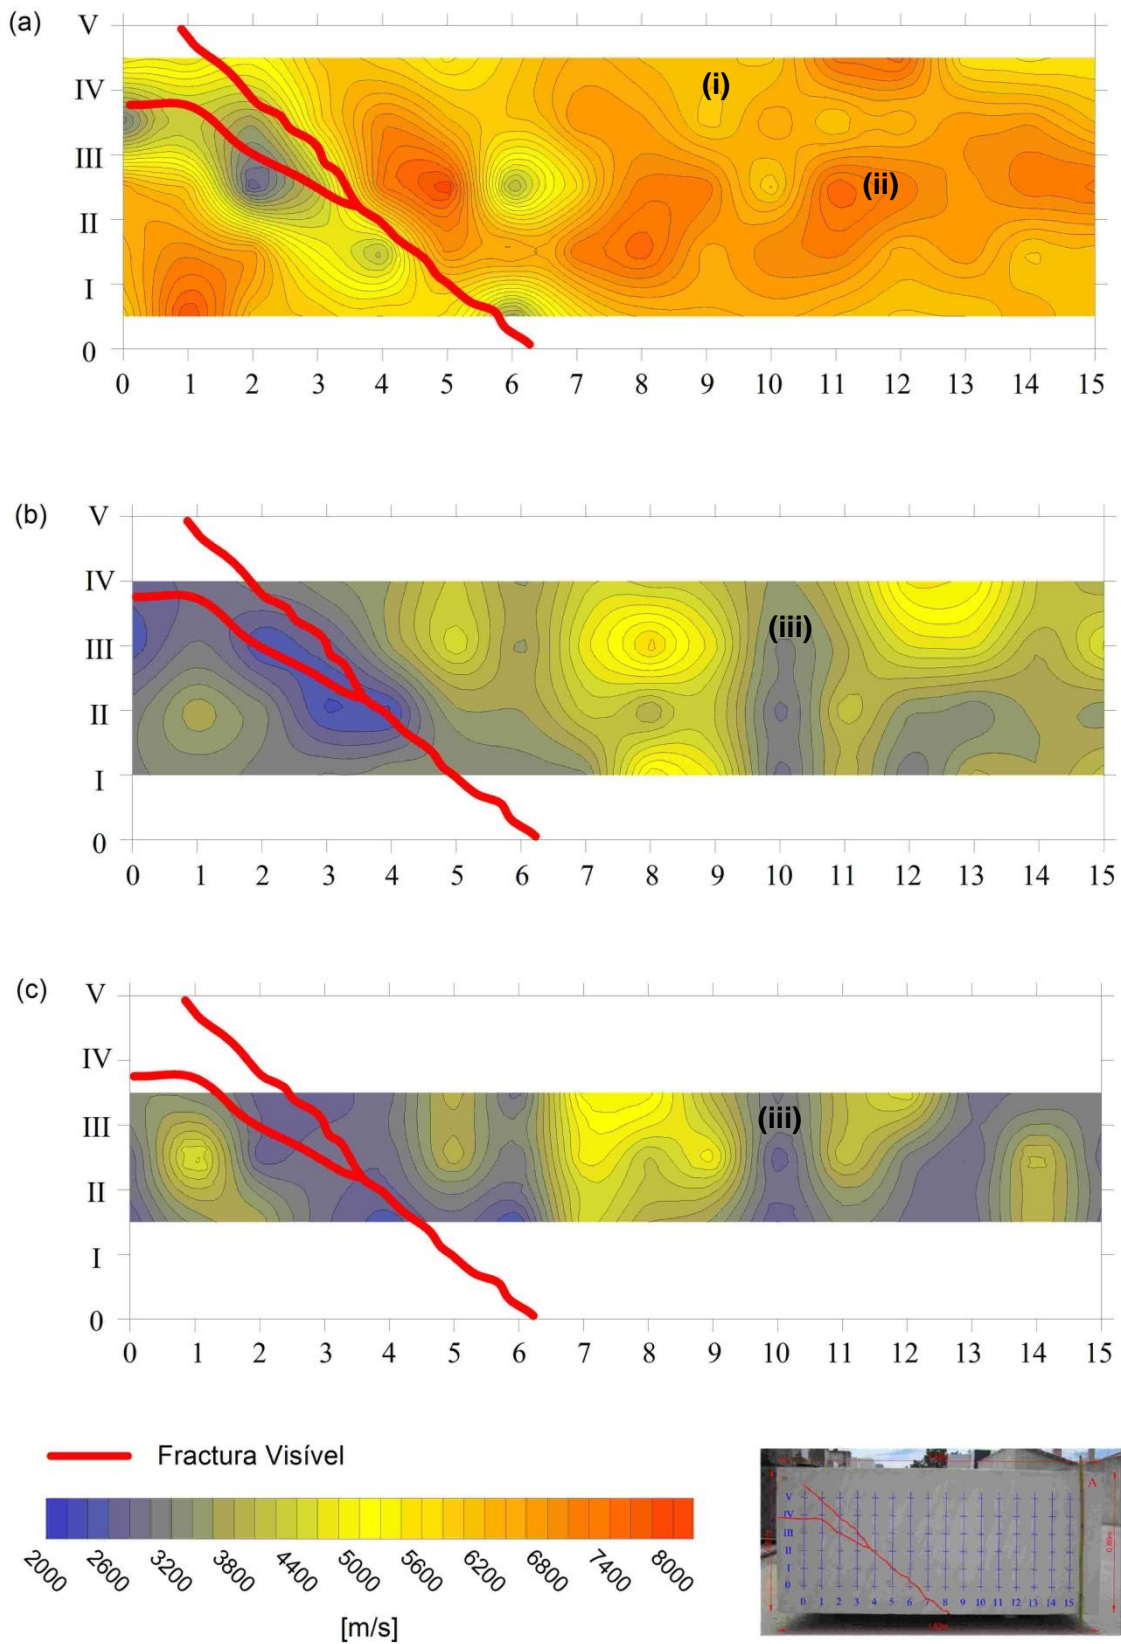 (a)
V
IV
III
II
I
0
(i)
(ii)
0 1 2 3 4 5 6 7 8 9 10 11 12 13 14 15
(b)
V
IV
III
II
I
0
(iii)
0 1 2 3 4 5 6 7 8 9 10 11 12 13 14 15
(c)
V
IV
III
II
I
0
(iii)
0 1 2 3 4 5 6 7 8 9 10 11 12 13 14 15
Fractura Visível
2000 2600 3200 3800 4400 5000 5600 6200 6800 7400 8000
[m/s]
A
V
IV
III
II
I
0
0 1 2 3 4 5 6 7 8 9 10 11 12 13 14 15